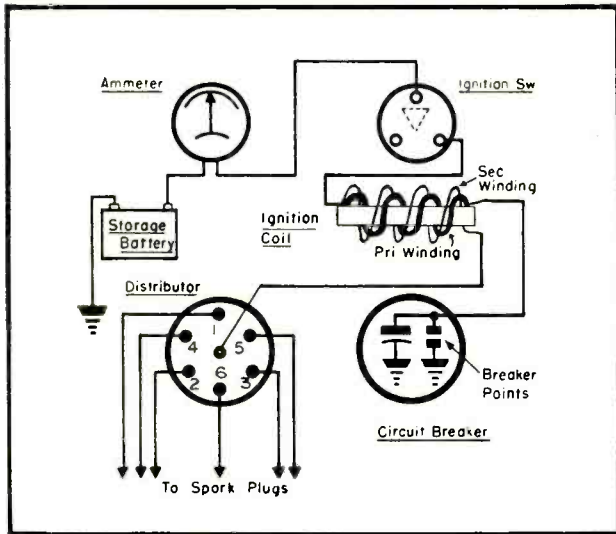 Ammeter
Ignition Sw
Sec
Winding
Storage
Battery
Ignition
Coil
Pri Winding
Distributor
1
4 5
6
2 3
Breaker
Points
Circuit Breaker
To Spark Plugs